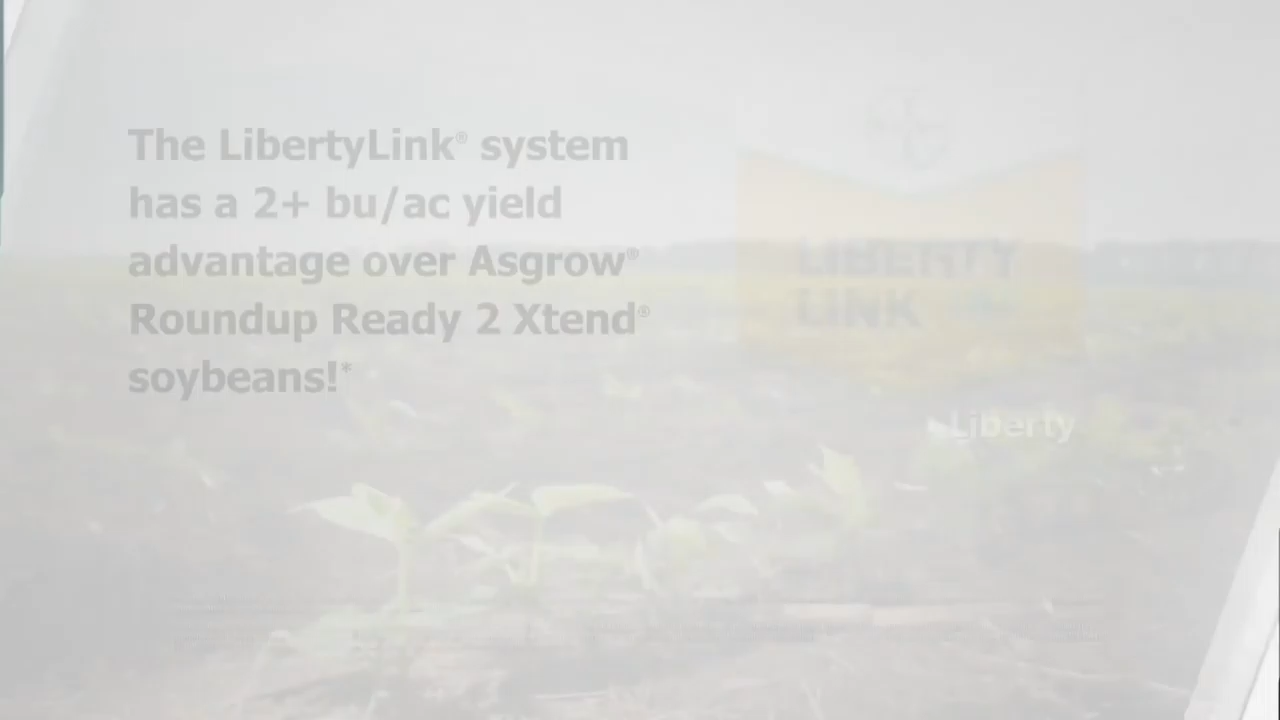 The LibertyLink® system
has a 2+ bu/ac yield
advantage over Asgrow®
Roundup Ready 2 Xtend®
soybeans!*
LIBERTY
LINK
Liberty